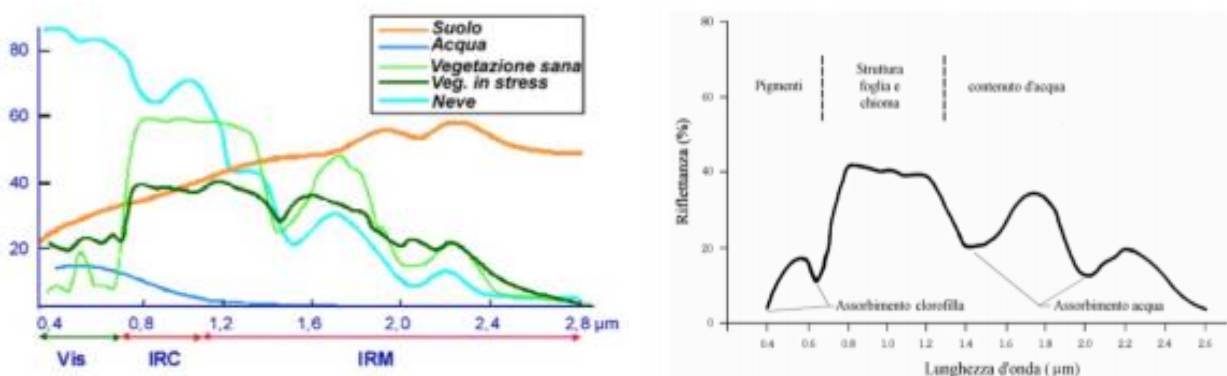 80
60
40
20
Suolo
Acqua
Vegetazione sana
Veg. in stress
Neve
0,4 0,8 1,2 1,6 2,0 2,4 2,8 µm
Vis IRC IRM
Riflettanza (%)
80
60
40
20
0
Pigmenti
Struttura
foglia e
chioma
contenuto d'acqua
Assorbimento clorofilla
Assorbimento acqua
0.4 0.6 0.8 1.0 1.2 1.4 1.6 1.8 2.0 2.2 2.4 2.6
Lunghezza d'onda (µm)